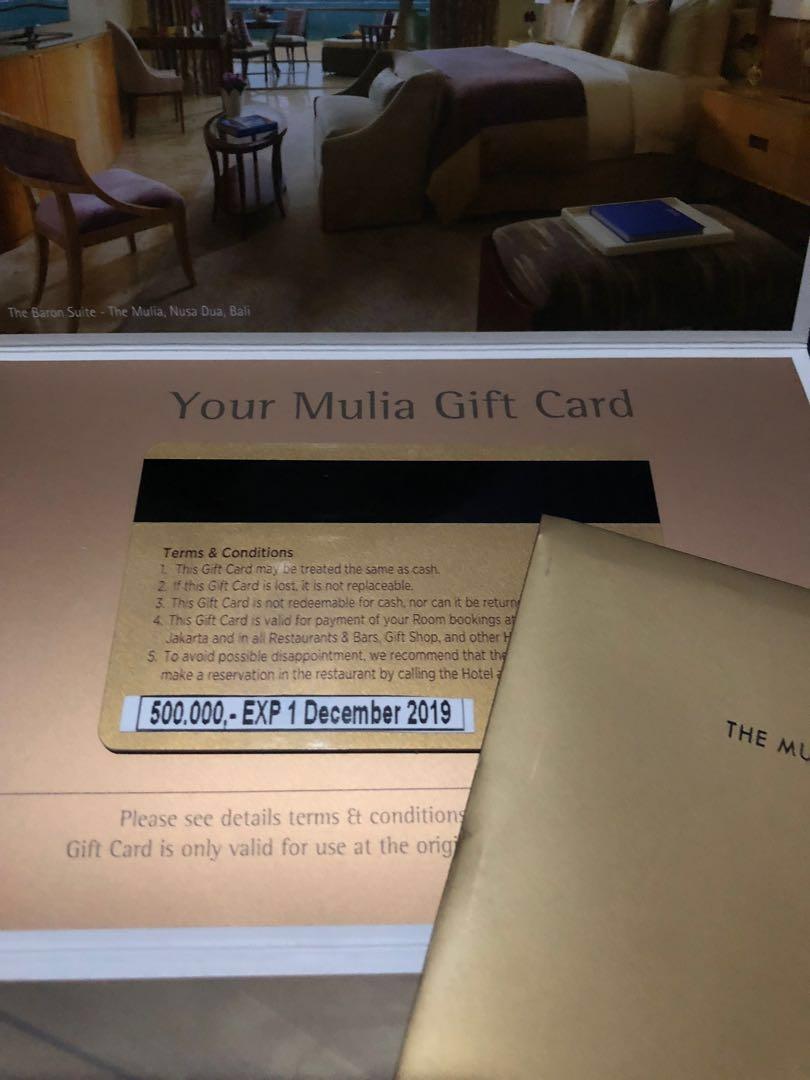 The Baron Suite - The Mulia, Nusa Dua, Bali
Your Mulia Gift Card
Terms & Conditions
1. This Gift Card may be treated the same as cash.
2. If this Gift Card is lost, it is not replaceable.
3. This Gift Card is not redeemable for cash, nor can it be return
4. This Gift Card is valid for payment of your Room bookings at
Jakarta and in all Restaurants & Bars, Gift Shop, and other H
5. To avoid possible disappointment, we recommend that the
make a reservation in the restaurant by calling the Hotel a
500.000,- EXP 1 December 2019
THE MU
Please see details terms & conditions
Gift Card is only valid for use at the origi